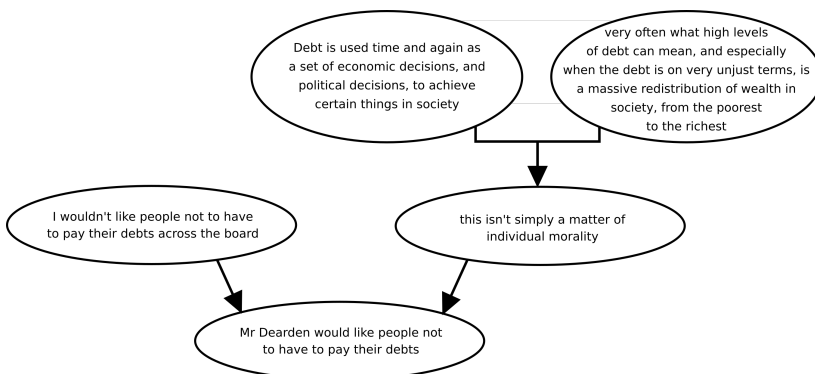 Debt is used time and again as
a set of economic decisions, and
political decisions, to achieve
certain things in society
very often what high levels
of debt can mean, and especially
when the debt is on very unjust terms, is
a massive redistribution of wealth in
society, from the poorest
to the richest
I wouldn't like people not to have
to pay their debts across the board
this isn't simply a matter of
individual morality
Mr Dearden would like people not
to have to pay their debts